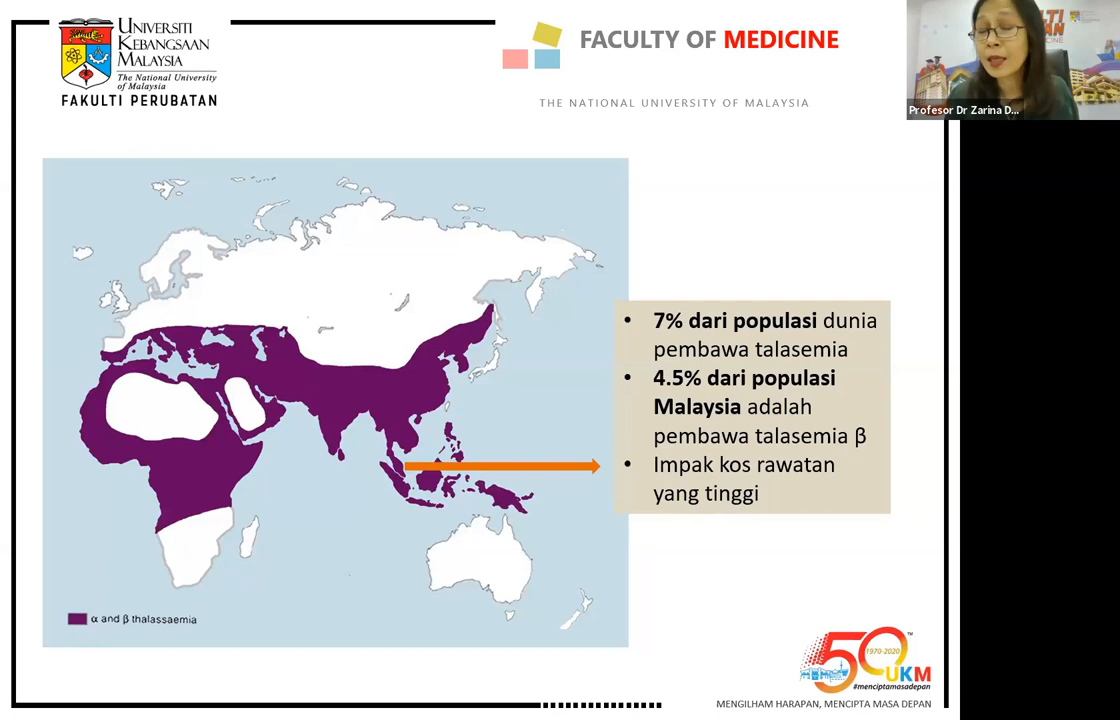 UNIVERSITI
KEBANGSAAN
MALAYSIA
The National University
of Malaysia
FAKULTI PERUBATAN
FACULTY OF MEDICINE
THE NATIONAL UNIVERSITY OF MALAYSIA
Profesor Dr Zarina D...
• 7% dari populasi dunia
pembawa talasemia
• 4.5% dari populasi
Malaysia adalah
pembawa talasemia β
• Impak kos rawatan
yang tinggi
α and β thalassaemia
50
1970-2020
UKM
#menciptamasadepan
MENGILHAM HARAPAN, MENCIPTA MASA DEPAN